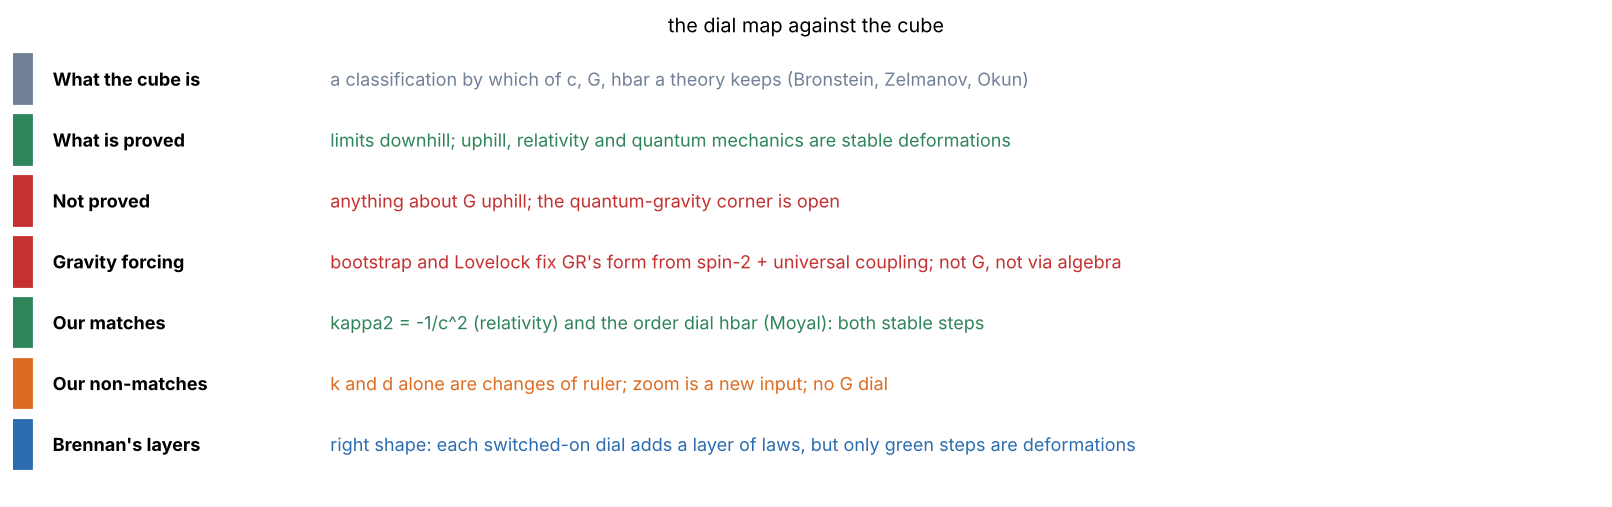 the dial map against the cube
What the cube is a classification by which of c, G, hbar a theory keeps (Bronstein, Zelmanov, Okun)
What is proved limits downhill; uphill, relativity and quantum mechanics are stable deformations
Not proved anything about G uphill; the quantum-gravity corner is open
Gravity forcing bootstrap and Lovelock fix GR's form from spin-2 + universal coupling; not G, not via algebra
Our matches kappa2 = -1/c^2 (relativity) and the order dial hbar (Moyal): both stable steps
Our non-matches k and d alone are changes of ruler; zoom is a new input; no G dial
Brennan's layers right shape: each switched-on dial adds a layer of laws, but only green steps are deformations